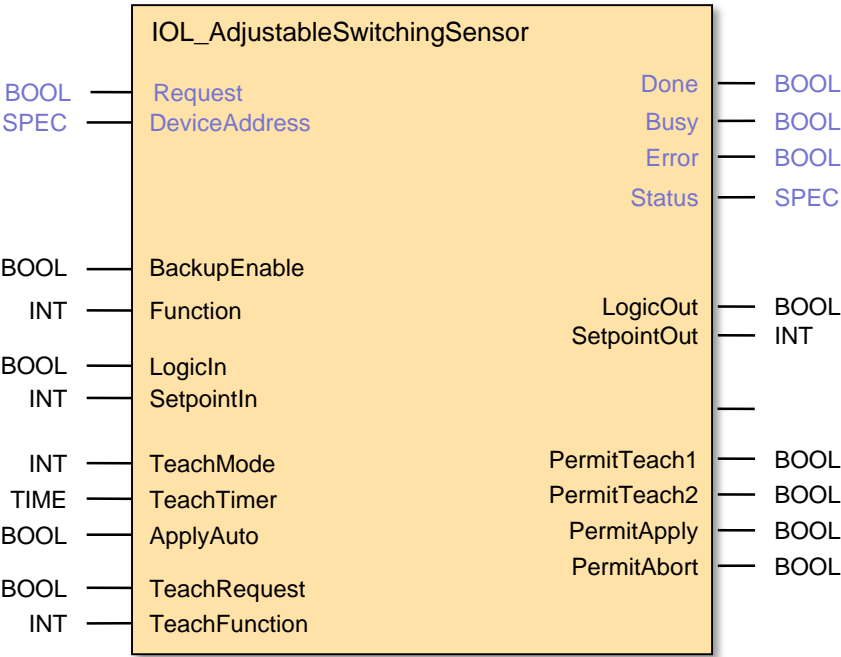 IOL_AdjustableSwitchingSensor
BOOL Request Done BOOL
SPEC DeviceAddress Busy BOOL
Error BOOL
Status SPEC
BOOL BackupEnable
INT Function LogicOut BOOL
SetpointOut INT
BOOL LogicIn
INT SetpointIn
INT TeachMode PermitTeach1 BOOL
TIME TeachTimer PermitTeach2 BOOL
BOOL ApplyAuto PermitApply BOOL
PermitAbort BOOL
BOOL TeachRequest
INT TeachFunction